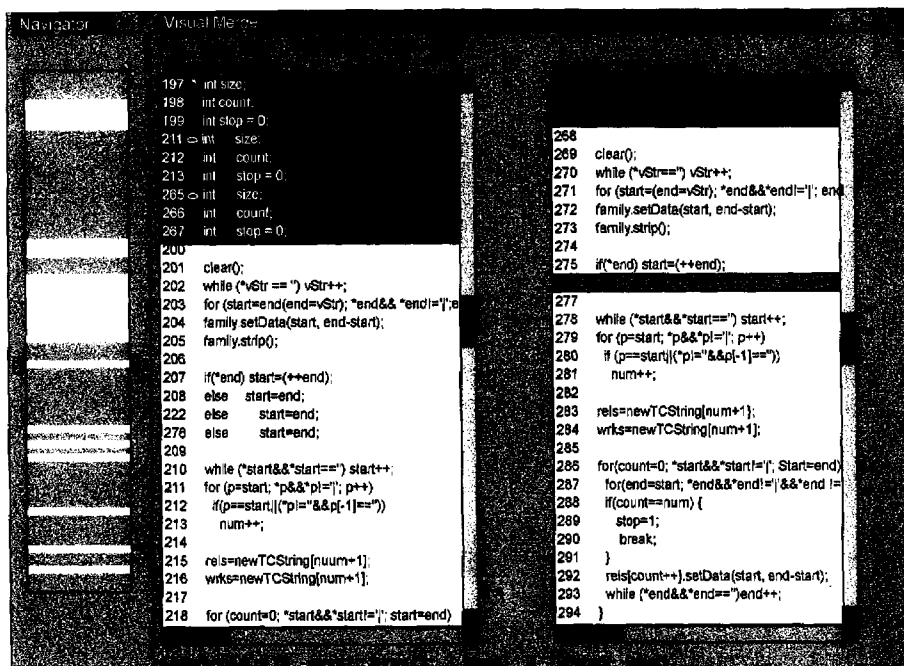 Navigator
Visual Merge
197 int size;
198 int count;
199 int stop = 0;
211 int size;
212 int count;
213 int stop = 0;
265 int size;
266 int count;
267 int stop = 0;
200
201 clear();
202 while (*vStr == '') vStr++;
203 for (start=end(end=vStr); *end&& *end!='|';e
204 family.setData(start, end-start);
205 family.strip();
206
207 if(*end) start=(++end);
208 else start=end;
222 else start=end;
276 else start=end;
209
210 while (*start&&*start=='') start++;
211 for (p=start; *p&&*p!='|'; p++)
212 if(p==start,||(*p!=''&&p[-1]==''))
213 num++;
214
215 rels=newTCString[nuum+1];
216 wrks=newTCString[num+1];
217
218 for (count=0; *start&&*start!='|'; start=end)
268
269 clear();
270 while (*vStr=='') vStr++;
271 for (start=(end=vStr); *end&&*end!='|'; end
272 family.setData(start, end-start);
273 family.strip();
274
275 if(*end) start=(++end);
277
278 while (*start&&*start=='') start++;
279 for (p=start; *p&&*p!='|'; p++)
280 if (p==start,||(*p!=''&&p[-1]==''))
281 num++;
282
283 rels=newTCString[num+1};
284 wrks=newTCString[num+1];
285
286 for(count=0; *start&&*start!='|'; Start=end)
287 for(end=start; *end&&*end!='|'&&*end !=
288 if(count==num) {
289 stop=1;
290 break;
291 }
292 rels[count++].setData(start, end-start);
293 while (*end&&*end=='')end++;
294 }